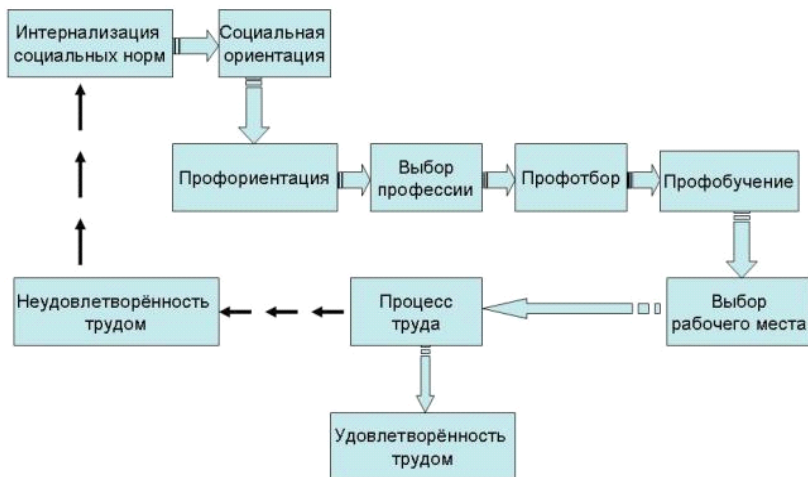 Интернализация
социальных норм
Социальная
ориентация
Профориентация
Выбор
профессии
Профотбор
Профобучение
Неудовлетворённость
трудом
Процесс
труда
Выбор
рабочего места
Удовлетворённость
трудом